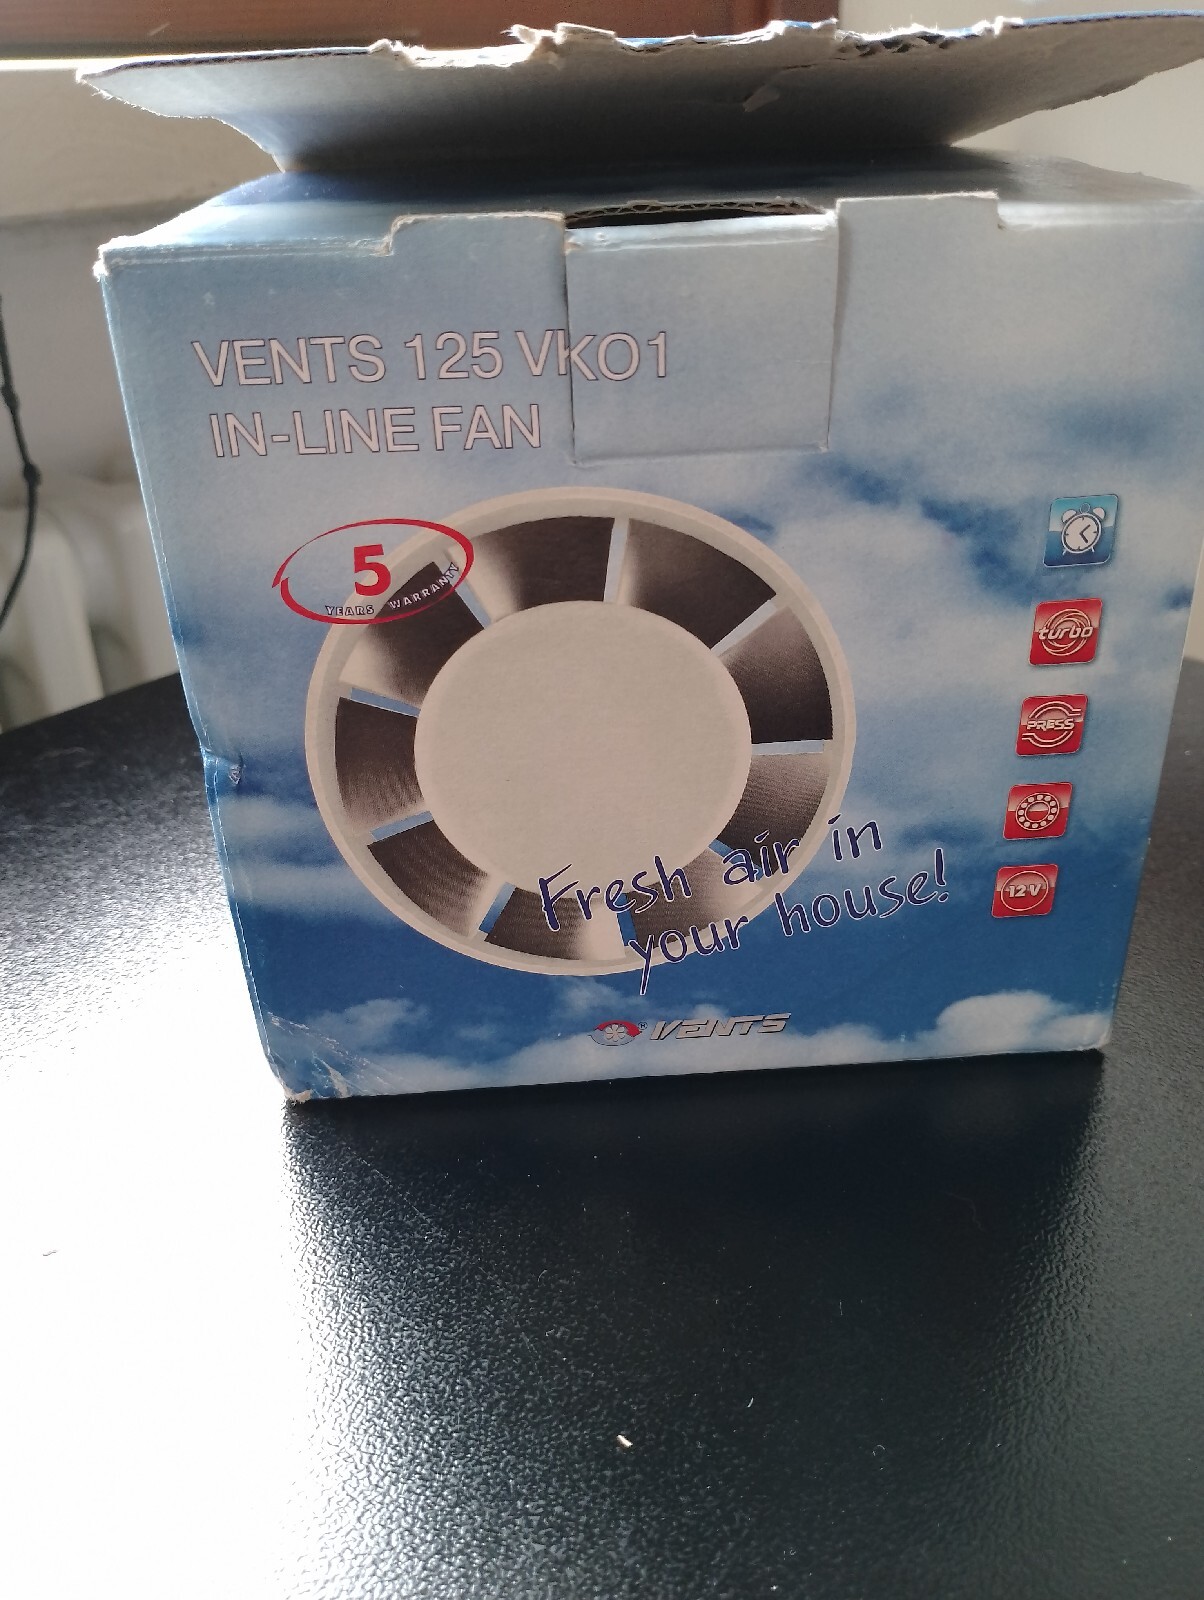 VENTS 125 VKO1
IN-LINE FAN
5
YEARS WARRANTY
turbo
PRESS
12V
Fresh air in
your house!
® VENTS